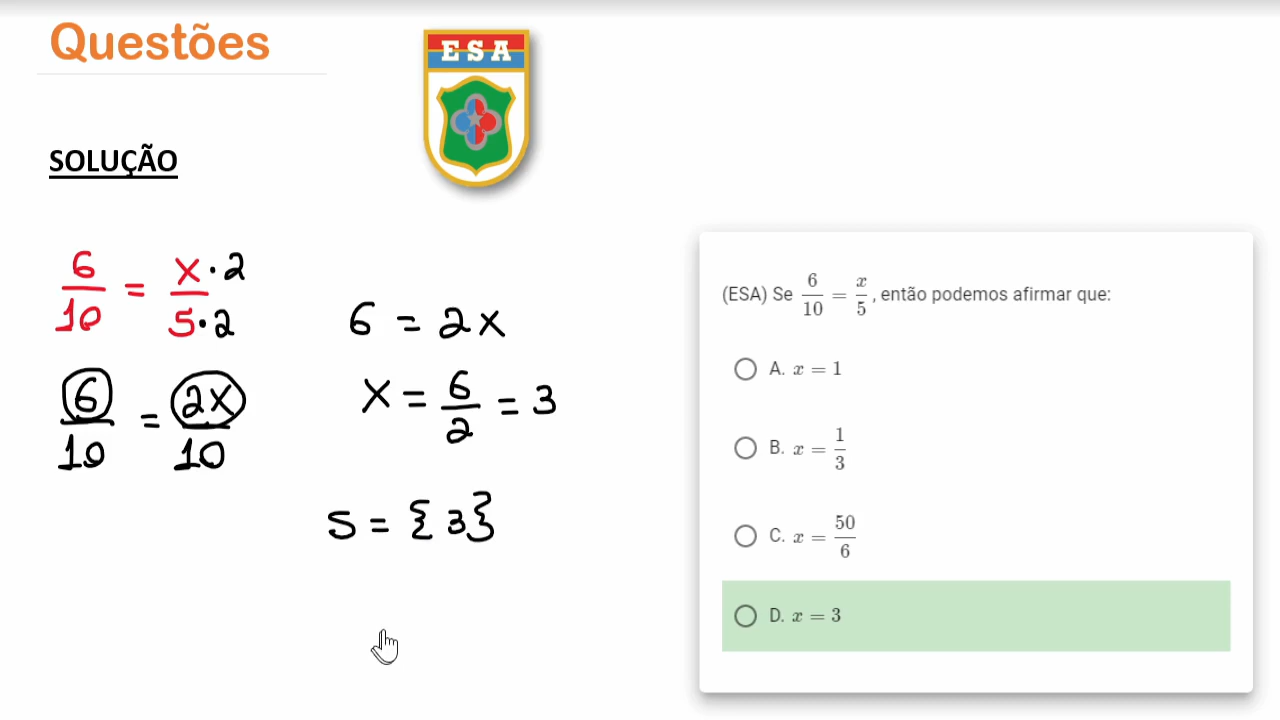 Questões
ESA
SOLUÇÃO
6/10 = x·2/5·2
6/10 = 2x/10
6 = 2x
x = 6/2 = 3
S = {3}
(ESA) Se 6/10 = x/5, então podemos afirmar que:
A. x = 1
B. x = 1/3
C. x = 50/6
D. x = 3